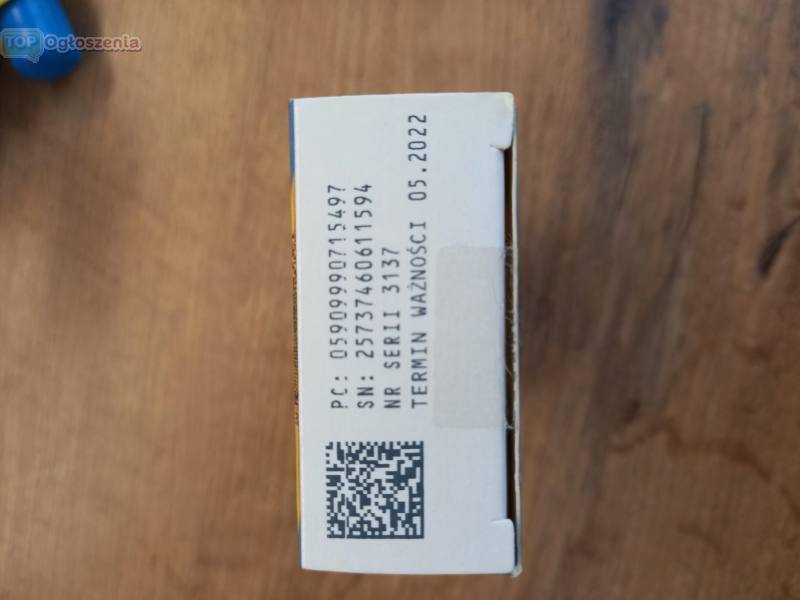 TOP Ogłoszenia
PC: 05909990715497
SN: 25737460611594
NR SERII 3137
TERMIN WAŻNOŚCI 05.2022